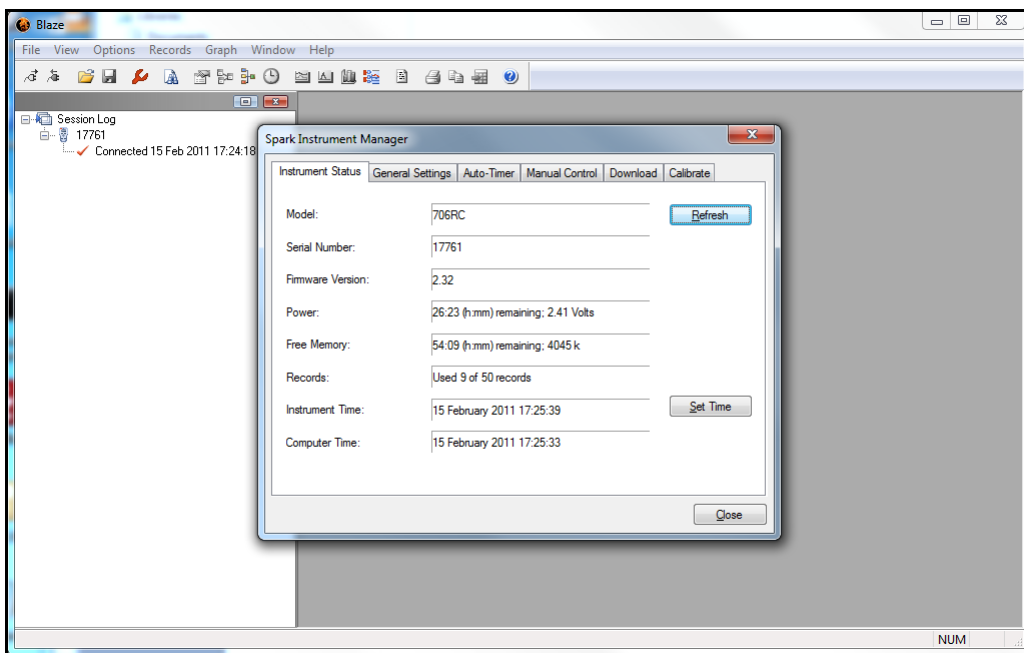 Blaze
File View Options Records Graph Window Help
Session Log
17761
Connected 15 Feb 2011 17:24:18
Spark Instrument Manager
Instrument Status General Settings Auto-Timer Manual Control Download Calibrate
Model: 706RC Refresh
Serial Number: 17761
Firmware Version: 2.32
Power: 26:23 (h:mm) remaining; 2.41 Volts
Free Memory: 54:09 (h:mm) remaining; 4045 k
Records: Used 9 of 50 records
Instrument Time: 15 February 2011 17:25:39 Set Time
Computer Time: 15 February 2011 17:25:33
Close
NUM